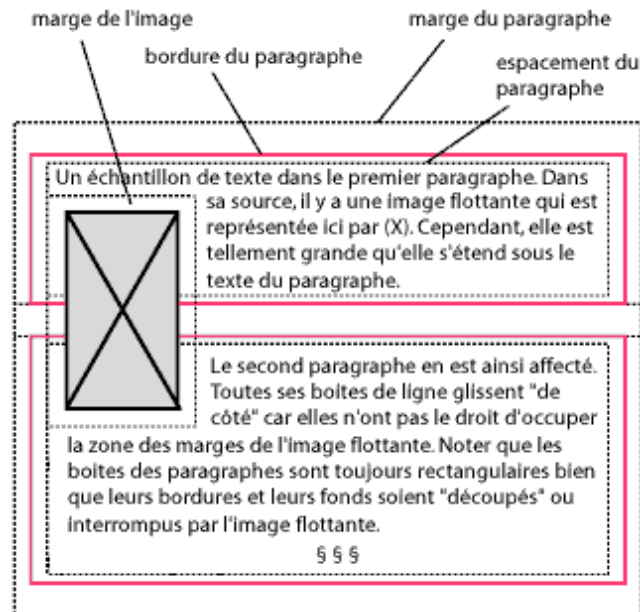 marge de l'image
marge du paragraphe
bordure du paragraphe
espacement du
paragraphe
Un échantillon de texte dans le premier paragraphe. Dans
sa source, il y a une image flottante qui est
représentée ici par (X). Cependant, elle est
tellement grande qu'elle s'étend sous le
texte du paragraphe.
Le second paragraphe en est ainsi affecté.
Toutes ses boites de ligne glissent "de
côté" car elles n'ont pas le droit d'occuper
la zone des marges de l'image flottante. Noter que les
boites des paragraphes sont toujours rectangulaires bien
que leurs bordures et leurs fonds soient "découpés" ou
interrompus par l'image flottante.
§ § §